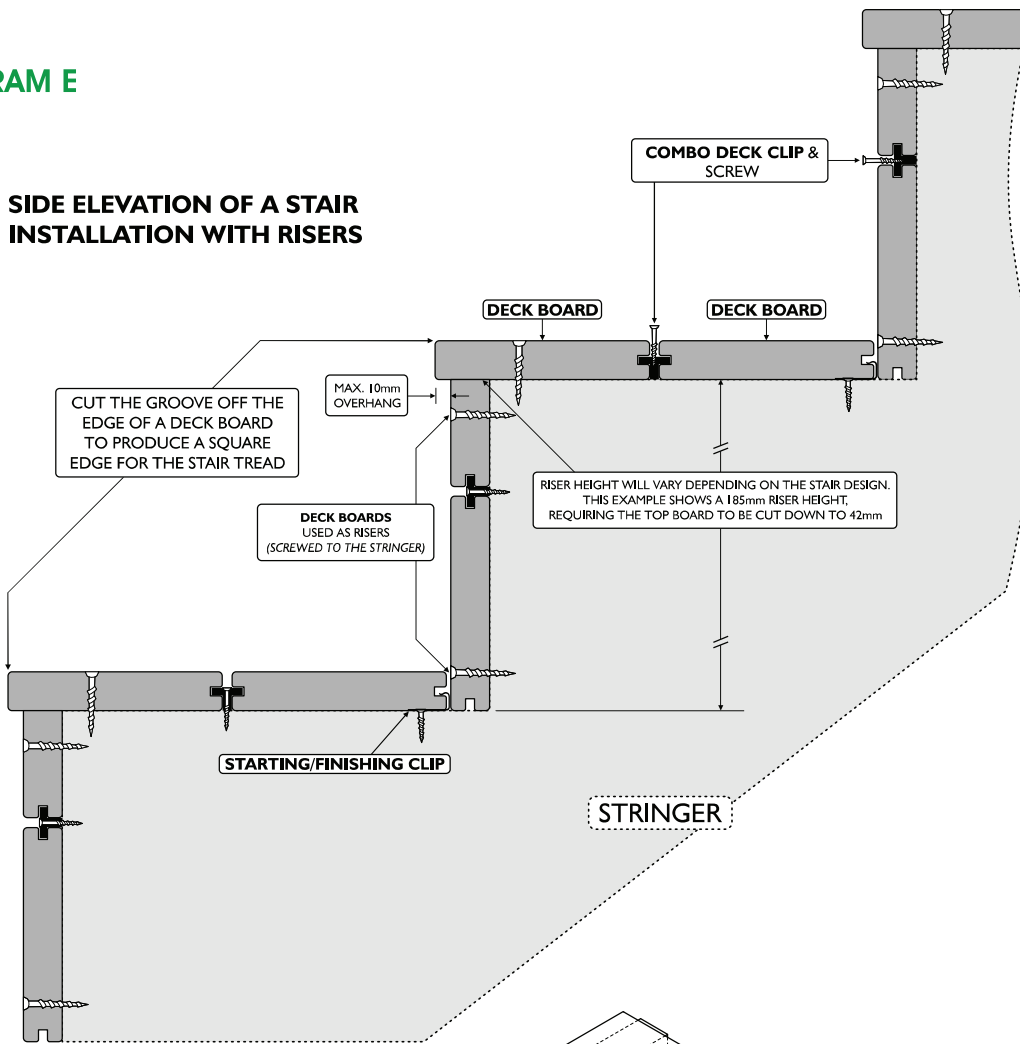 RAM E
SIDE ELEVATION OF A STAIR
INSTALLATION WITH RISERS
COMBO DECK CLIP &
SCREW
DECK BOARD
DECK BOARD
MAX. 10mm
OVERHANG
CUT THE GROOVE OFF THE
EDGE OF A DECK BOARD
TO PRODUCE A SQUARE
EDGE FOR THE STAIR TREAD
RISER HEIGHT WILL VARY DEPENDING ON THE STAIR DESIGN.
THIS EXAMPLE SHOWS A 185mm RISER HEIGHT,
REQUIRING THE TOP BOARD TO BE CUT DOWN TO 42mm
DECK BOARDS
USED AS RISERS
(SCREWED TO THE STRINGER)
STARTING/FINISHING CLIP
STRINGER